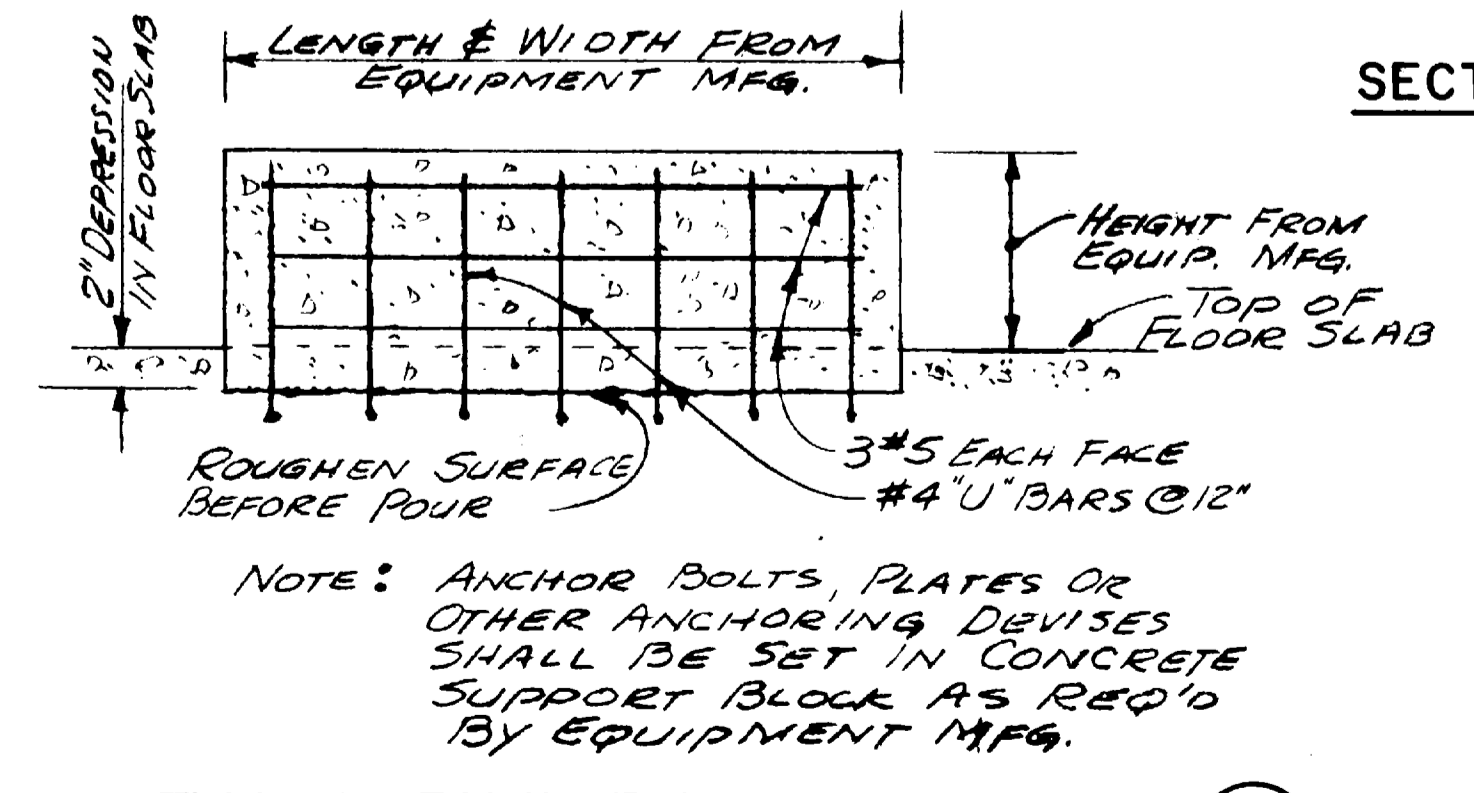 LENGTH & WIDTH FROM
EQUIPMENT MFG.
SECT
2" DEPRESSION
IN FLOOR SLAB
HEIGHT FROM
EQUIP. MFG.
TOP OF
FLOOR SLAB
ROUGHEN SURFACE
BEFORE POUR
3 #5 EACH FACE
#4 "U" BARS @ 12"
NOTE: ANCHOR BOLTS, PLATES OR
OTHER ANCHORING DEVISES
SHALL BE SET IN CONCRETE
SUPPORT BLOCK AS REQ'D
BY EQUIPMENT MFG.